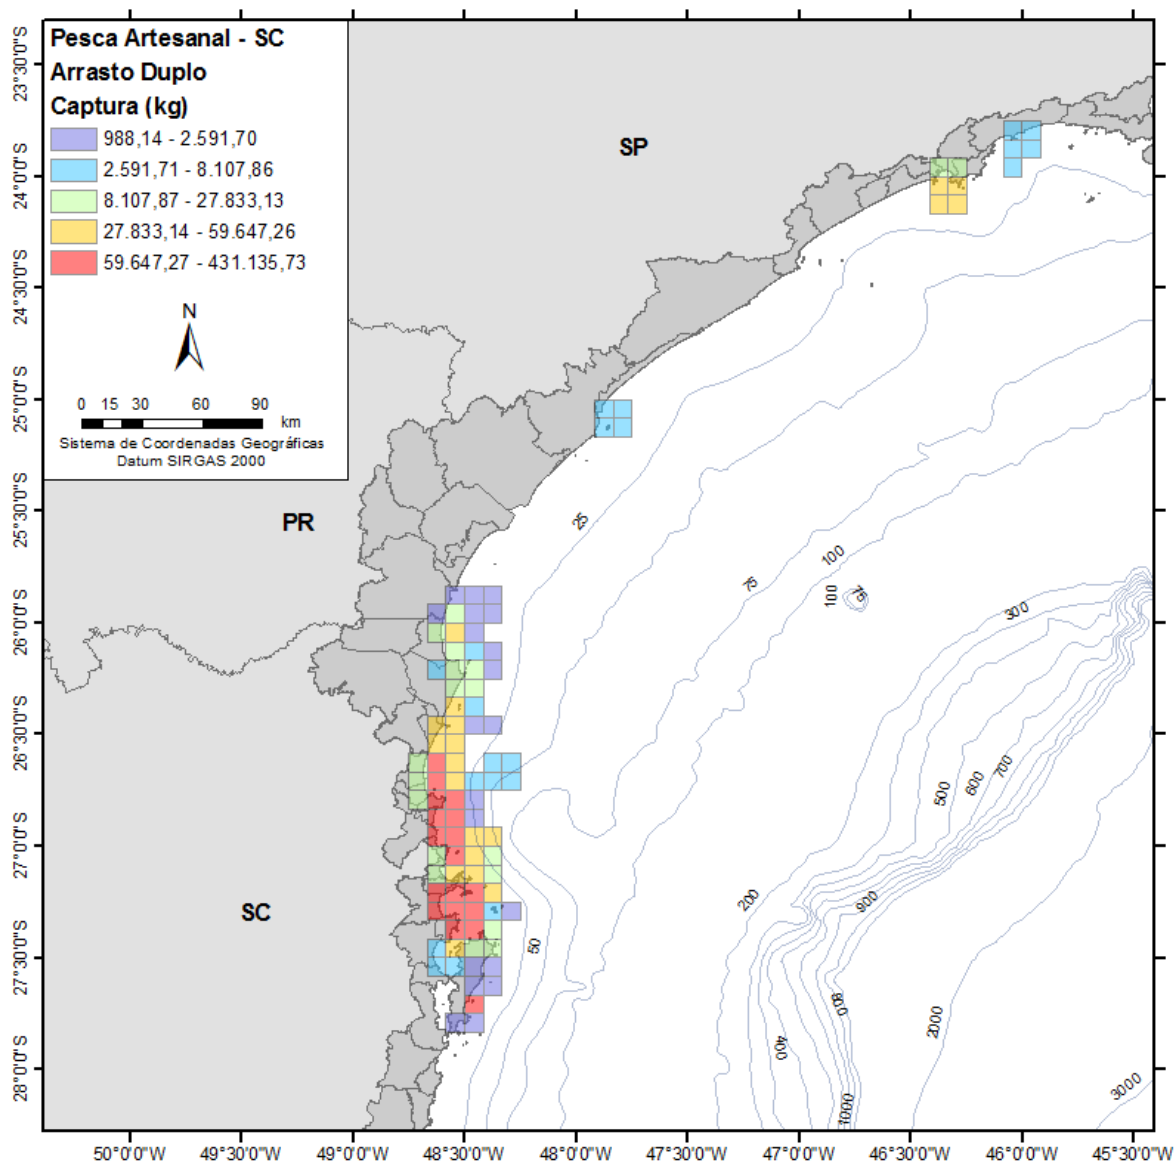 Pesca Artesanal - SC
Arrasto Duplo
Captura (kg)
988,14 - 2.591,70
2.591,71 - 8.107,86
8.107,87 - 27.833,13
27.833,14 - 59.647,26
59.647,27 - 431.135,73
N
0 15 30 60 90
km
Sistema de Coordenadas Geográficas
Datum SIRGAS 2000
SP
PR
SC
25
75
100
100
75
300
500
600
700
200
900
50
800
400
1000
2000
3000
23°30'0"S
24°0'0"S
24°30'0"S
25°0'0"S
25°30'0"S
26°0'0"S
26°30'0"S
27°0'0"S
27°30'0"S
28°0'0"S
50°0'0"W 49°30'0"W 49°0'0"W 48°30'0"W 48°0'0"W 47°30'0"W 47°0'0"W 46°30'0"W 46°0'0"W 45°30'0"W